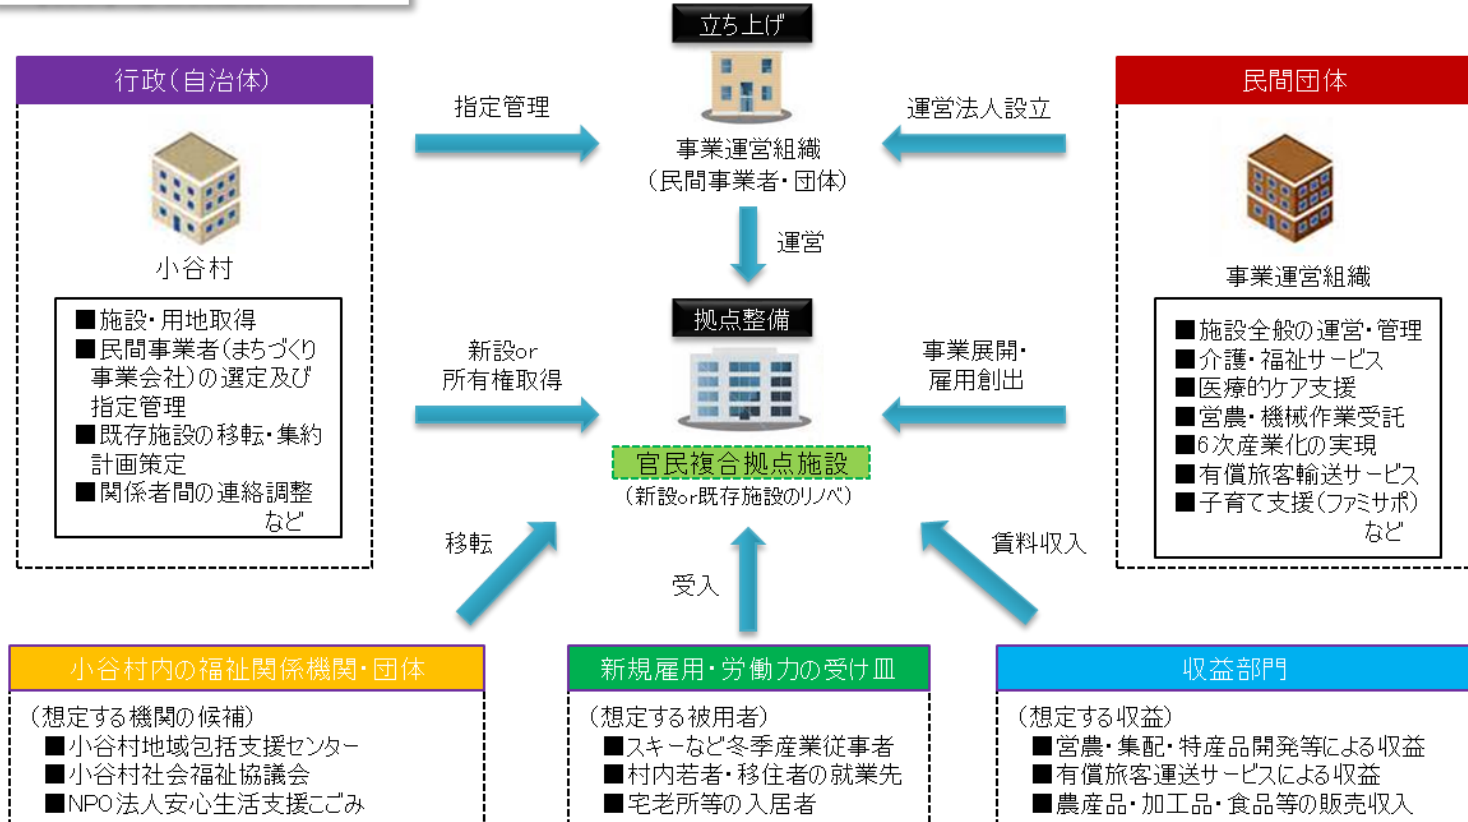 立ち上げ
行政(自治体)
民間団体
指定管理
運営法人設立
事業運営組織
(民間事業者・団体)
小谷村
運営
事業運営組織
■施設・用地取得
■民間事業者(まちづくり
事業会社)の選定及び
指定管理
■既存施設の移転・集約
計画策定
■関係者間の連絡調整
など
新設or
所有権取得
拠点整備
事業展開・
雇用創出
■施設全般の運営・管理
■介護・福祉サービス
■医療的ケア支援
■営農・機械作業受託
■6次産業化の実現
■有償旅客輸送サービス
■子育て支援(ファミサポ)
など
官民複合拠点施設
(新設or既存施設のリノベ)
移転
受入
賃料収入
小谷村内の福祉関係機関・団体
(想定する機関の候補)
■小谷村地域包括支援センター
■小谷村社会福祉協議会
■NPO法人安心生活支援こごみ
新規雇用・労働力の受け皿
(想定する被用者)
■スキーなど冬季産業従事者
■村内若者・移住者の就業先
■宅老所等の入居者
収益部門
(想定する収益)
■営農・集配・特産品開発等による収益
■有償旅客運送サービスによる収益
■農産品・加工品・食品等の販売収入